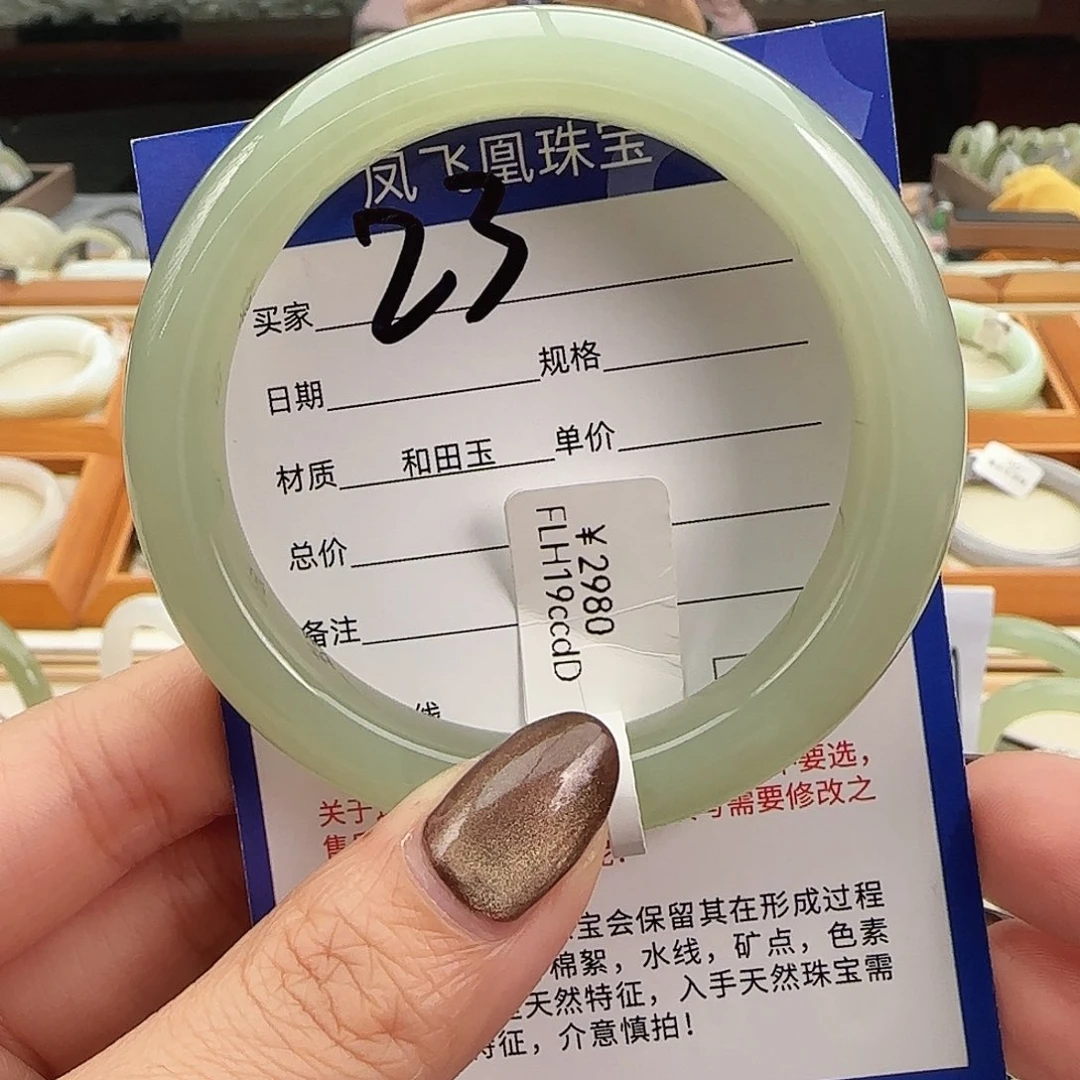 凤飞凰珠宝
23
买家
日期 规格
材质 和田玉 单价
总价
备注
线
¥2980
FLH19ccdD
要选，
关于 需要修改之
宝会保留其在形成过程
棉絮，水线，矿点，色素
天然特征，入手天然珠宝需
特征，介意慎拍！